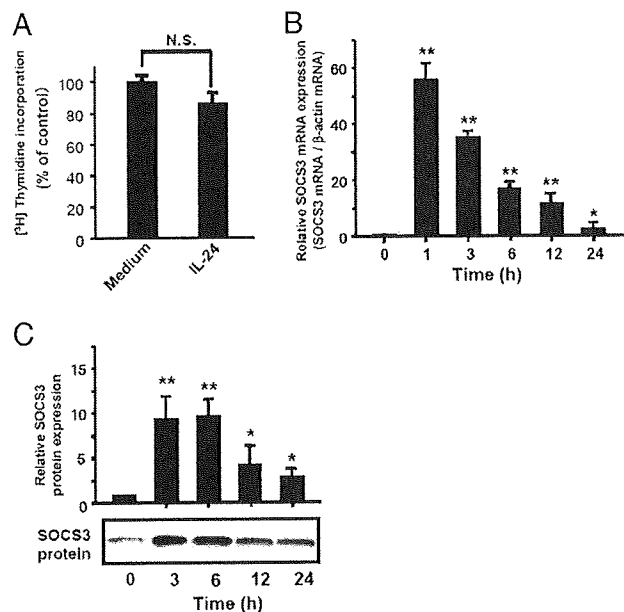 A
N.S.
[³H] Thymidine incorporation
(% of control)
120
100
80
60
40
20
0
Medium
IL-24
B
Relative SOCS3 mRNA expression
(SOCS3 mRNA / β-actin mRNA)
60
40
20
0
**
**
**
**
*
0 1 3 6 12 24
Time (h)
C
Relative SOCS3
protein expression
15
10
5
0
**
**
*
*
SOCS3
protein
0 3 6 12 24
Time (h)